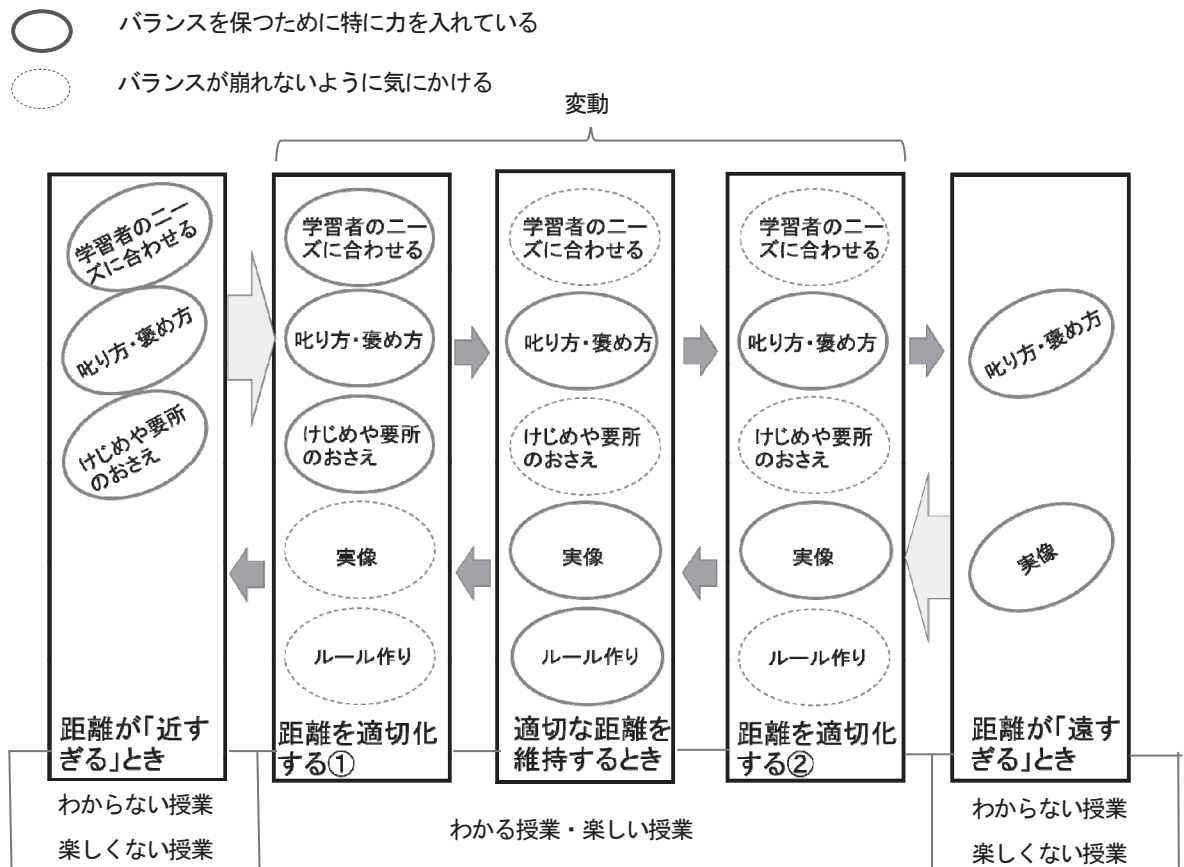 バランスを保つために特に力を入れている
バランスが崩れないように気にかける
変動
学習者のニー
ズに合わせる
叱り方・褒め方
けじめや要所
のおさえ
距離が「近す
ぎる」とき
学習者のニー
ズに合わせる
叱り方・褒め方
けじめや要所
のおさえ
実像
ルール作り
距離を適切化
する①
学習者のニー
ズに合わせる
叱り方・褒め方
けじめや要所
のおさえ
実像
ルール作り
適切な距離を
維持するとき
学習者のニー
ズに合わせる
叱り方・褒め方
けじめや要所
のおさえ
実像
ルール作り
距離を適切化
する②
叱り方・褒め方
実像
距離が「遠す
ぎる」とき
わからない授業
楽しくない授業
わかる授業・楽しい授業
わからない授業
楽しくない授業